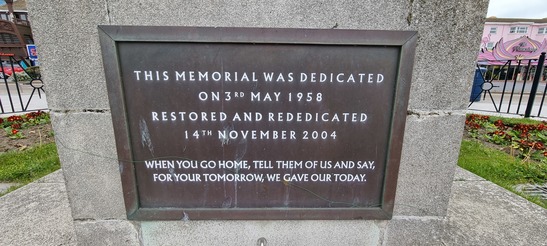 THIS MEMORIAL WAS DEDICATED
ON 3RD MAY 1958
RESTORED AND REDEDICATED
14TH NOVEMBER 2004
WHEN YOU GO HOME, TELL THEM OF US AND SAY,
FOR YOUR TOMORROW, WE GAVE OUR TODAY.